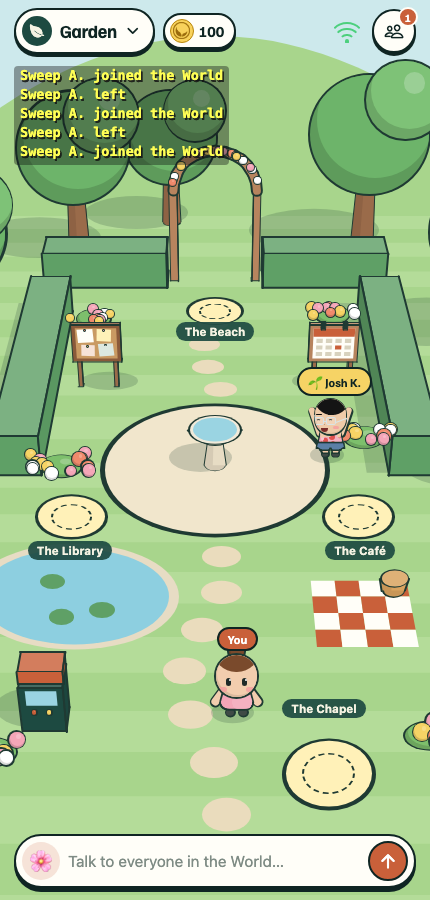 Garden
100
1
Sweep A. joined the World
Sweep A. left
Sweep A. joined the World
Sweep A. left
Sweep A. joined the World
The Beach
🌱 Josh K.
The Library
The Café
You
The Chapel
Talk to everyone in the World...